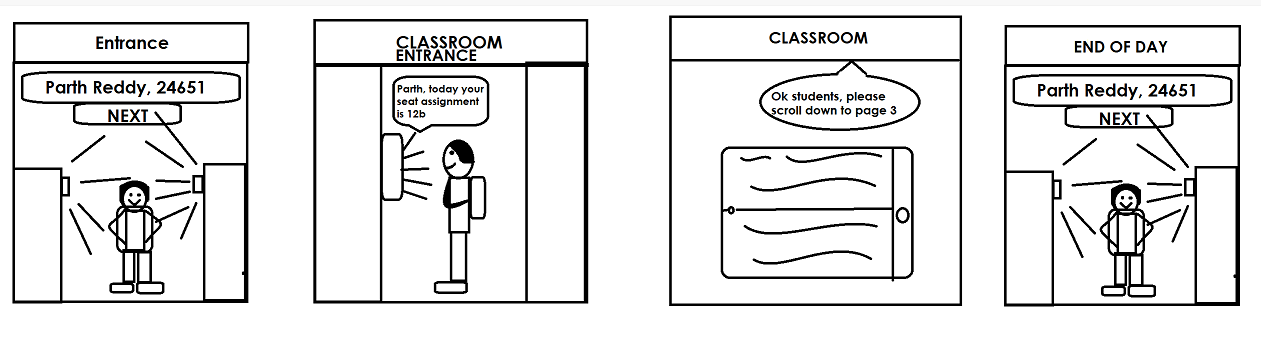 Entrance
Parth Reddy, 24651
NEXT
CLASSROOM
ENTRANCE
Parth, today your
seat assignment
is 12b
CLASSROOM
Ok students, please
scroll down to page 3
END OF DAY
Parth Reddy, 24651
NEXT